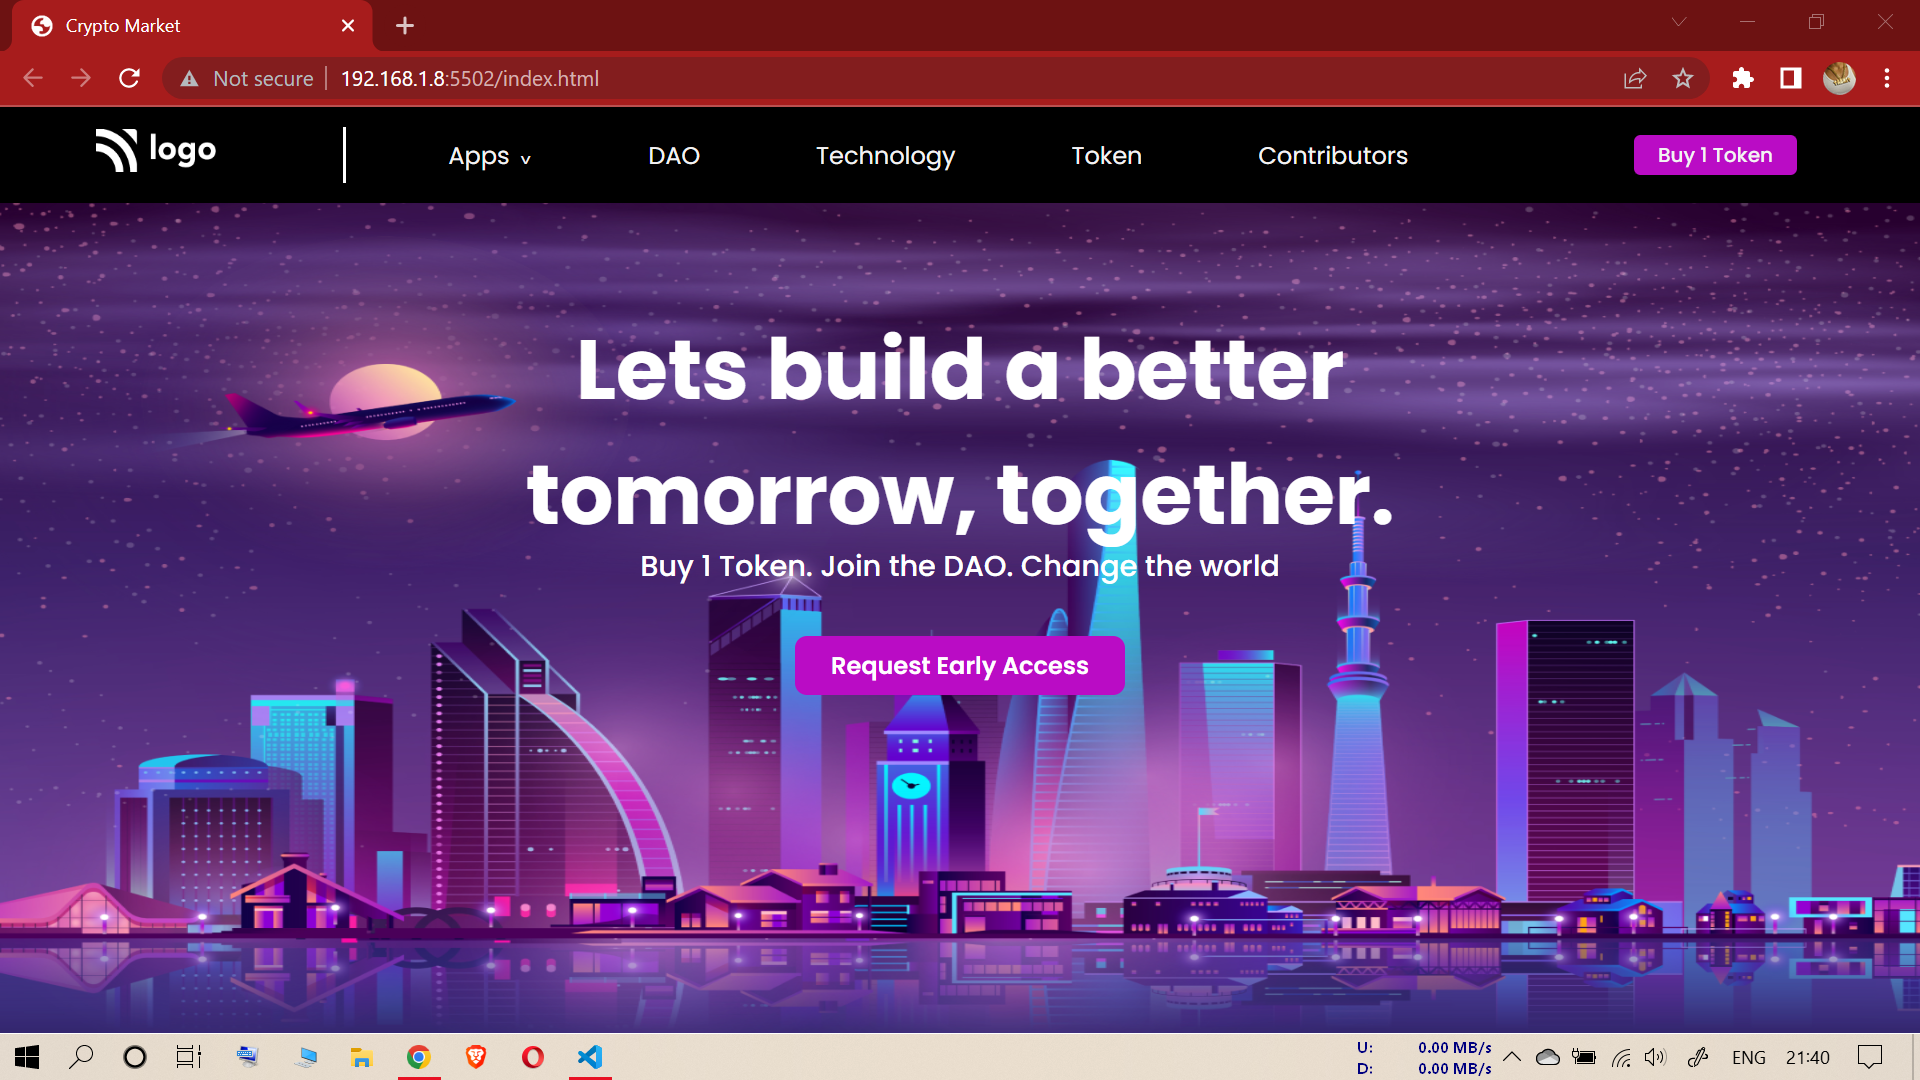 Crypto Market
Not secure
192.168.1.8:5502/index.html
logo
Apps v
DAO
Technology
Token
Contributors
Buy 1 Token
Lets build a better
tomorrow, together.
Buy 1 Token. Join the DAO. Change the world
Request Early Access
U: 0.00 MB/s
D: 0.00 MB/s
ENG
21:40